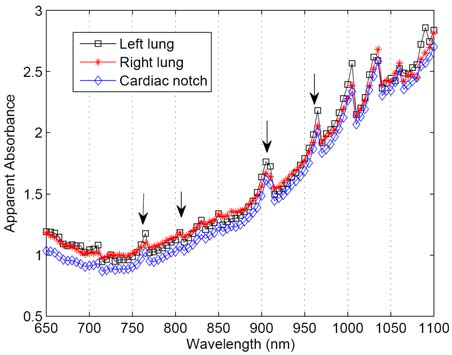 3
2.5
2
1.5
1
0.5
Apparent Absorbance
Left lung
Right lung
Cardiac notch
650 700 750 800 850 900 950 1000 1050 1100
Wavelength (nm)